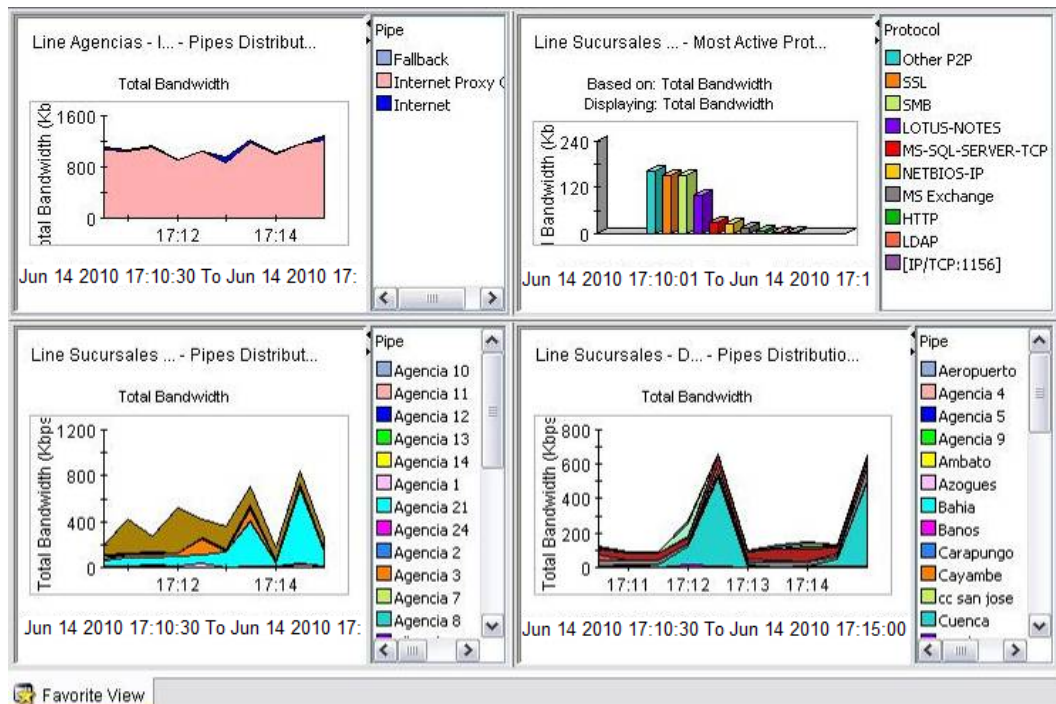 Line Agencias - I... - Pipes Distribut...
Total Bandwidth
1600
800
0
17:12
17:14
Jun 14 2010 17:10:30 To Jun 14 2010 17:
Pipe
Fallback
Internet Proxy
Internet
Line Sucursales ... - Most Active Prot...
Based on: Total Bandwidth
Displaying: Total Bandwidth
Bandwidth (Kb
240
120
0
Jun 14 2010 17:10:01 To Jun 14 2010 17:1
Protocol
Other P2P
SSL
SMB
LOTUS-NOTES
MS-SQL-SERVER-TCP
NETBIOS-IP
MS Exchange
HTTP
LDAP
[IP/TCP:1156]
Line Sucursales ... - Pipes Distribut...
Total Bandwidth
Total Bandwidth (Kbps
1200
800
400
0
17:12
17:14
Jun 14 2010 17:10:30 To Jun 14 2010 17:
Pipe
Agencia 10
Agencia 11
Agencia 12
Agencia 13
Agencia 14
Agencia 1
Agencia 21
Agencia 24
Agencia 2
Agencia 3
Agencia 7
Agencia 8
Line Sucursales - D... - Pipes Distributio...
Total Bandwidth
Total Bandwidth (Kbps
800
600
400
200
0
17:11
17:12
17:13
17:14
Jun 14 2010 17:10:30 To Jun 14 2010 17:15:00
Pipe
Aeropuerto
Agencia 4
Agencia 5
Agencia 9
Ambato
Azogues
Bahia
Banos
Carapungo
Cayambe
cc san jose
Cuenca
Favorite View